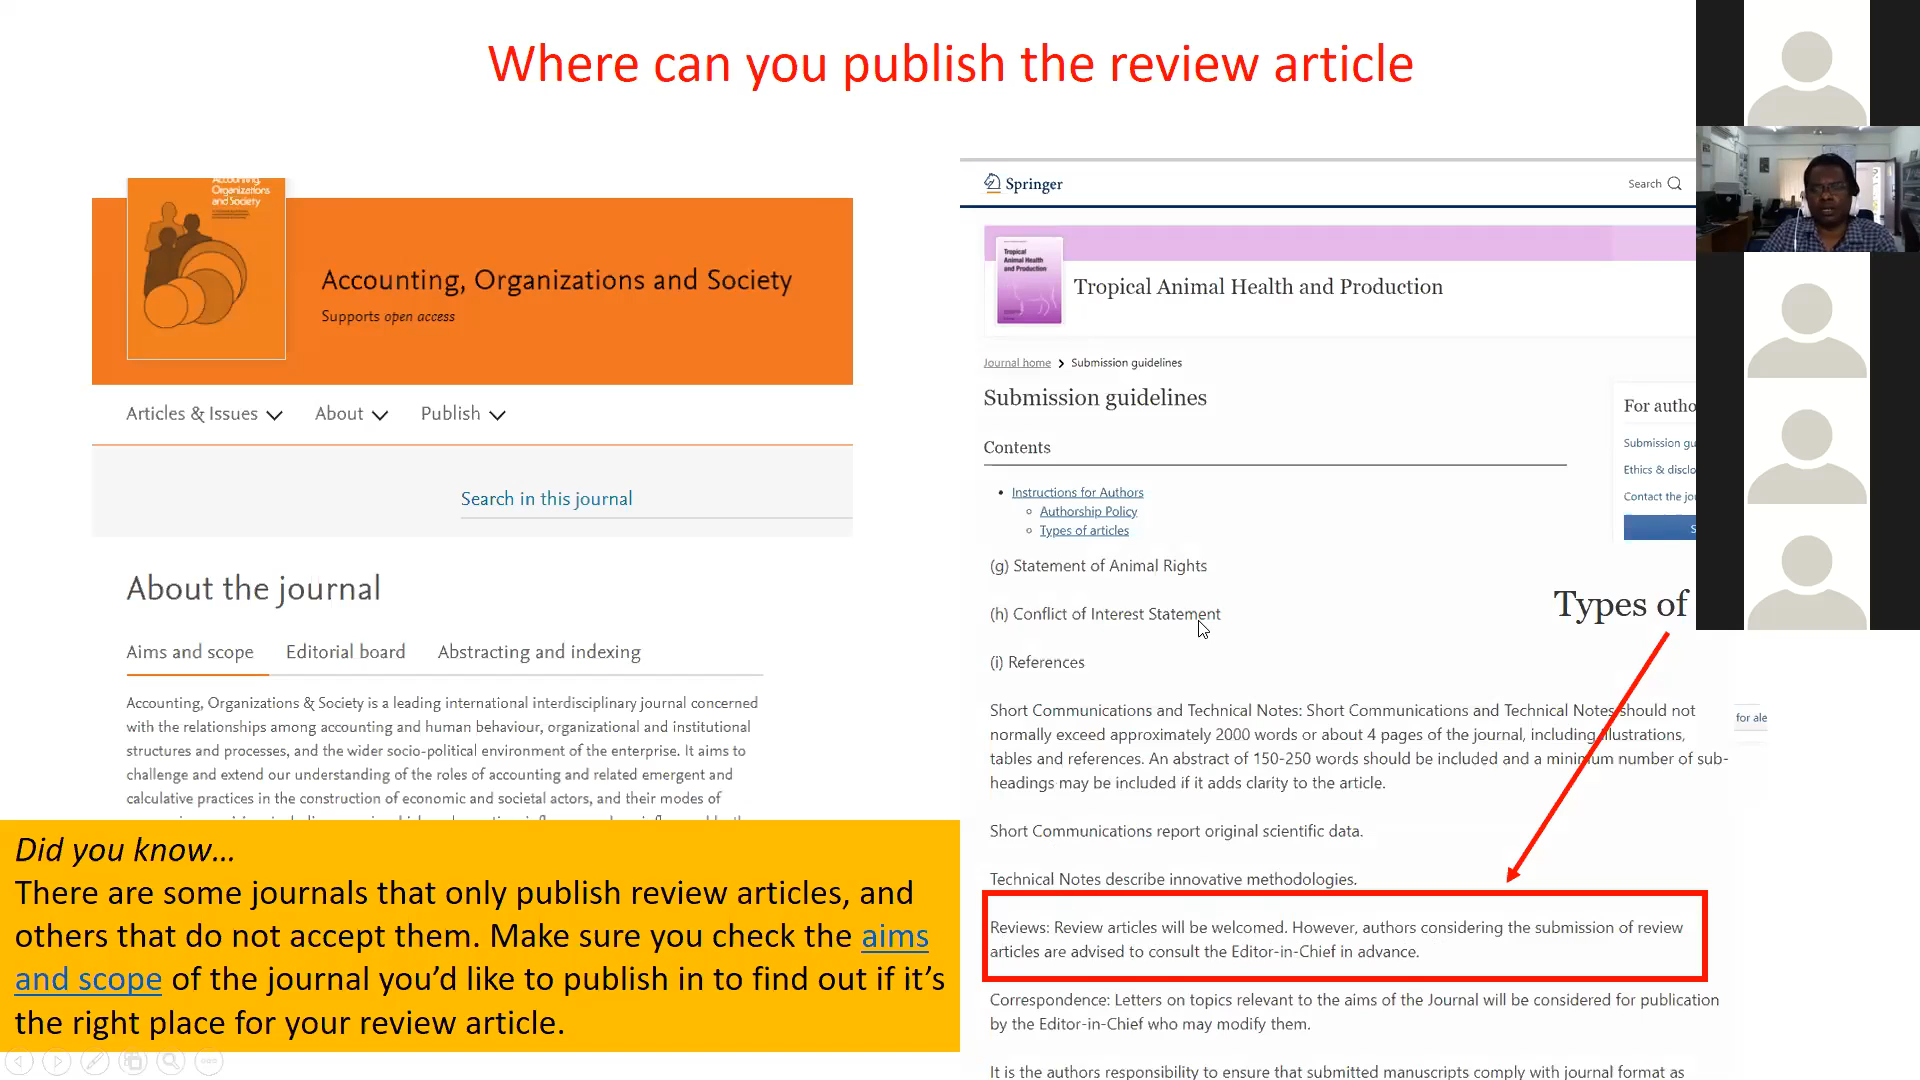 Where can you publish the review article
Accounting,
Organizations
and Society
Accounting, Organizations and Society
Supports open access
Articles & Issues
About
Publish
Search in this journal
About the journal
Aims and scope
Editorial board
Abstracting and indexing
Accounting, Organizations & Society is a leading international interdisciplinary journal concerned
with the relationships among accounting and human behaviour, organizational and institutional
structures and processes, and the wider socio-political environment of the enterprise. It aims to
challenge and extend our understanding of the roles of accounting and related emergent and
calculative practices in the construction of economic and societal actors, and their modes of
Did you know…
There are some journals that only publish review articles, and
others that do not accept them. Make sure you check the aims
and scope of the journal you’d like to publish in to find out if it’s
the right place for your review article.
Springer
Search
Tropical
Animal Health
and Production
Tropical Animal Health and Production
Journal home
Submission guidelines
Submission guidelines
For autho
Contents
Submission gu
Ethics & disclo
Contact the jou
S
• Instructions for Authors
○ Authorship Policy
○ Types of articles
(g) Statement of Animal Rights
Types of
(h) Conflict of Interest Statement
(i) References
Short Communications and Technical Notes: Short Communications and Technical Notes should not
normally exceed approximately 2000 words or about 4 pages of the journal, including illustrations,
tables and references. An abstract of 150-250 words should be included and a minimum number of sub-
headings may be included if it adds clarity to the article.
for ale
Short Communications report original scientific data.
Technical Notes describe innovative methodologies.
Reviews: Review articles will be welcomed. However, authors considering the submission of review
articles are advised to consult the Editor-in-Chief in advance.
Correspondence: Letters on topics relevant to the aims of the Journal will be considered for publication
by the Editor-in-Chief who may modify them.
It is the authors responsibility to ensure that submitted manuscripts comply with journal format as